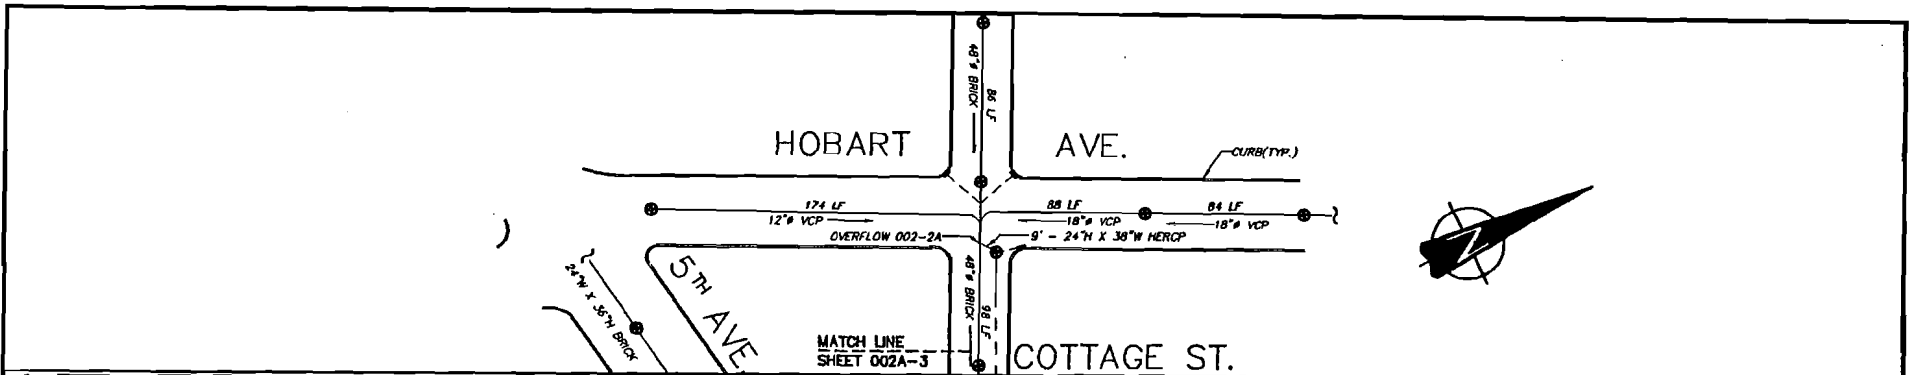 48"ø BRICK
86 LF
HOBART AVE.
CURB(TYP.)
174 LF
12"ø VCP
88 LF
18"ø VCP
84 LF
18"ø VCP
OVERFLOW 002-2A
9' - 24"H X 38"W HERCP
24"W X 36"H BRICK
5TH AVE.
48"ø BRICK
98 LF
MATCH LINE
SHEET 002A-3
COTTAGE ST.
Z